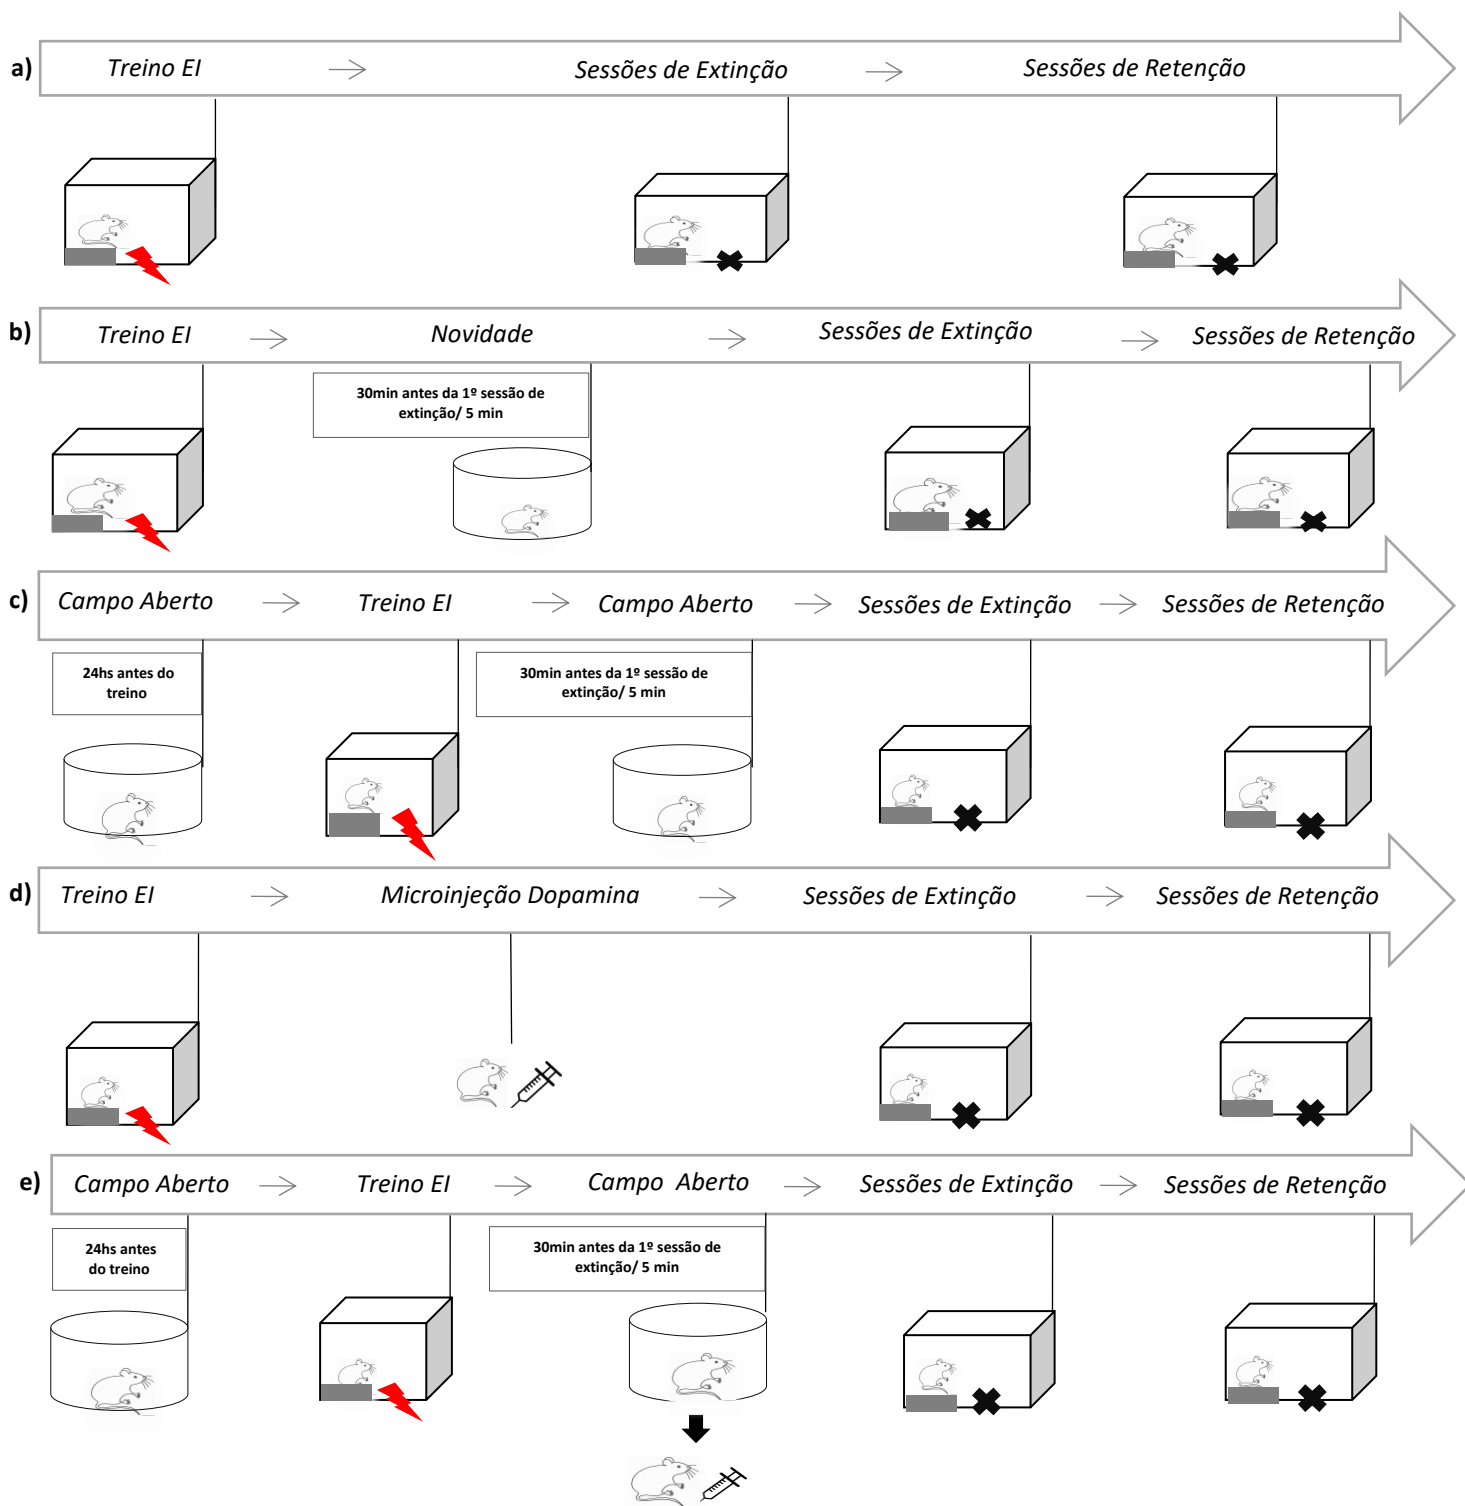 a) Treino EI → Sessões de Extinção → Sessões de Retenção
b) Treino EI → Novidade → Sessões de Extinção → Sessões de Retenção
30min antes da 1º sessão de
extinção/ 5 min
c) Campo Aberto → Treino EI → Campo Aberto → Sessões de Extinção → Sessões de Retenção
24hs antes do
treino
30min antes da 1º sessão de
extinção/ 5 min
d) Treino EI → Microinjeção Dopamina → Sessões de Extinção → Sessões de Retenção
e) Campo Aberto → Treino EI → Campo Aberto → Sessões de Extinção → Sessões de Retenção
24hs antes
do treino
30min antes da 1º sessão de
extinção/ 5 min